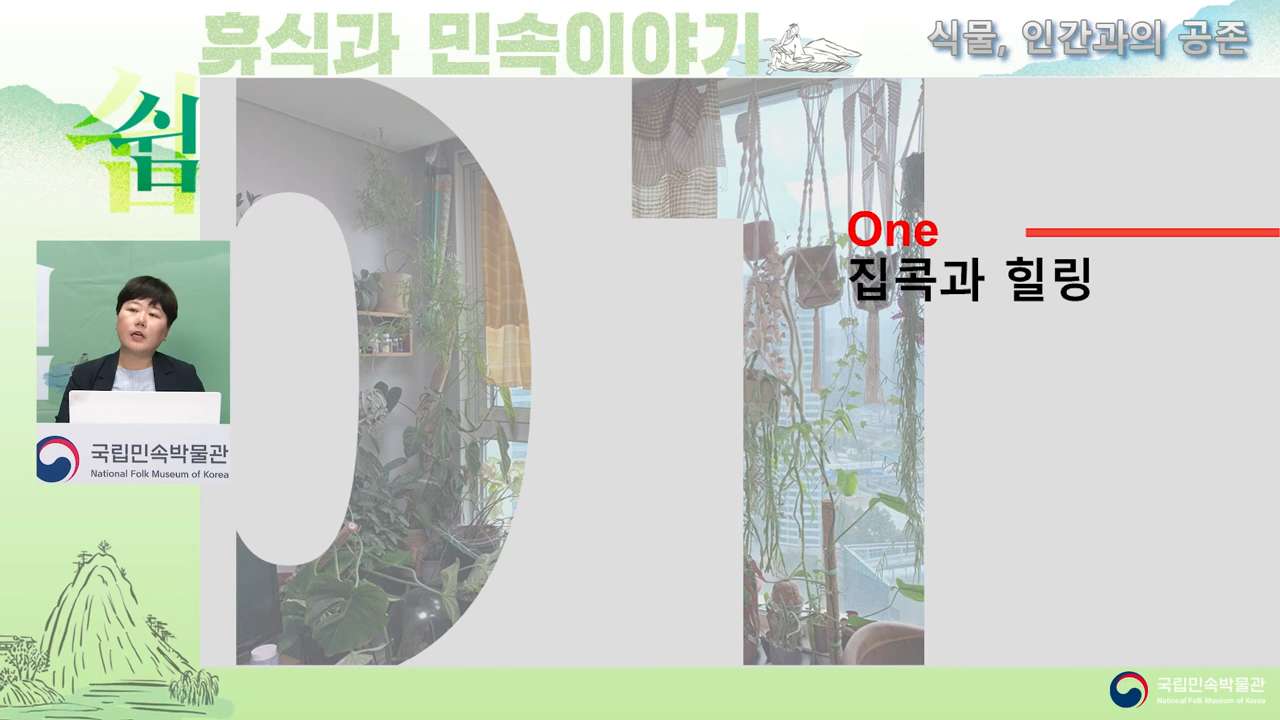 휴식과 민속이야기
식물, 인간과의 공존
쉼
01
One
집콕과 힐링
국립민속박물관
National Folk Museum of Korea
국립민속박물관
National Folk Museum of Korea